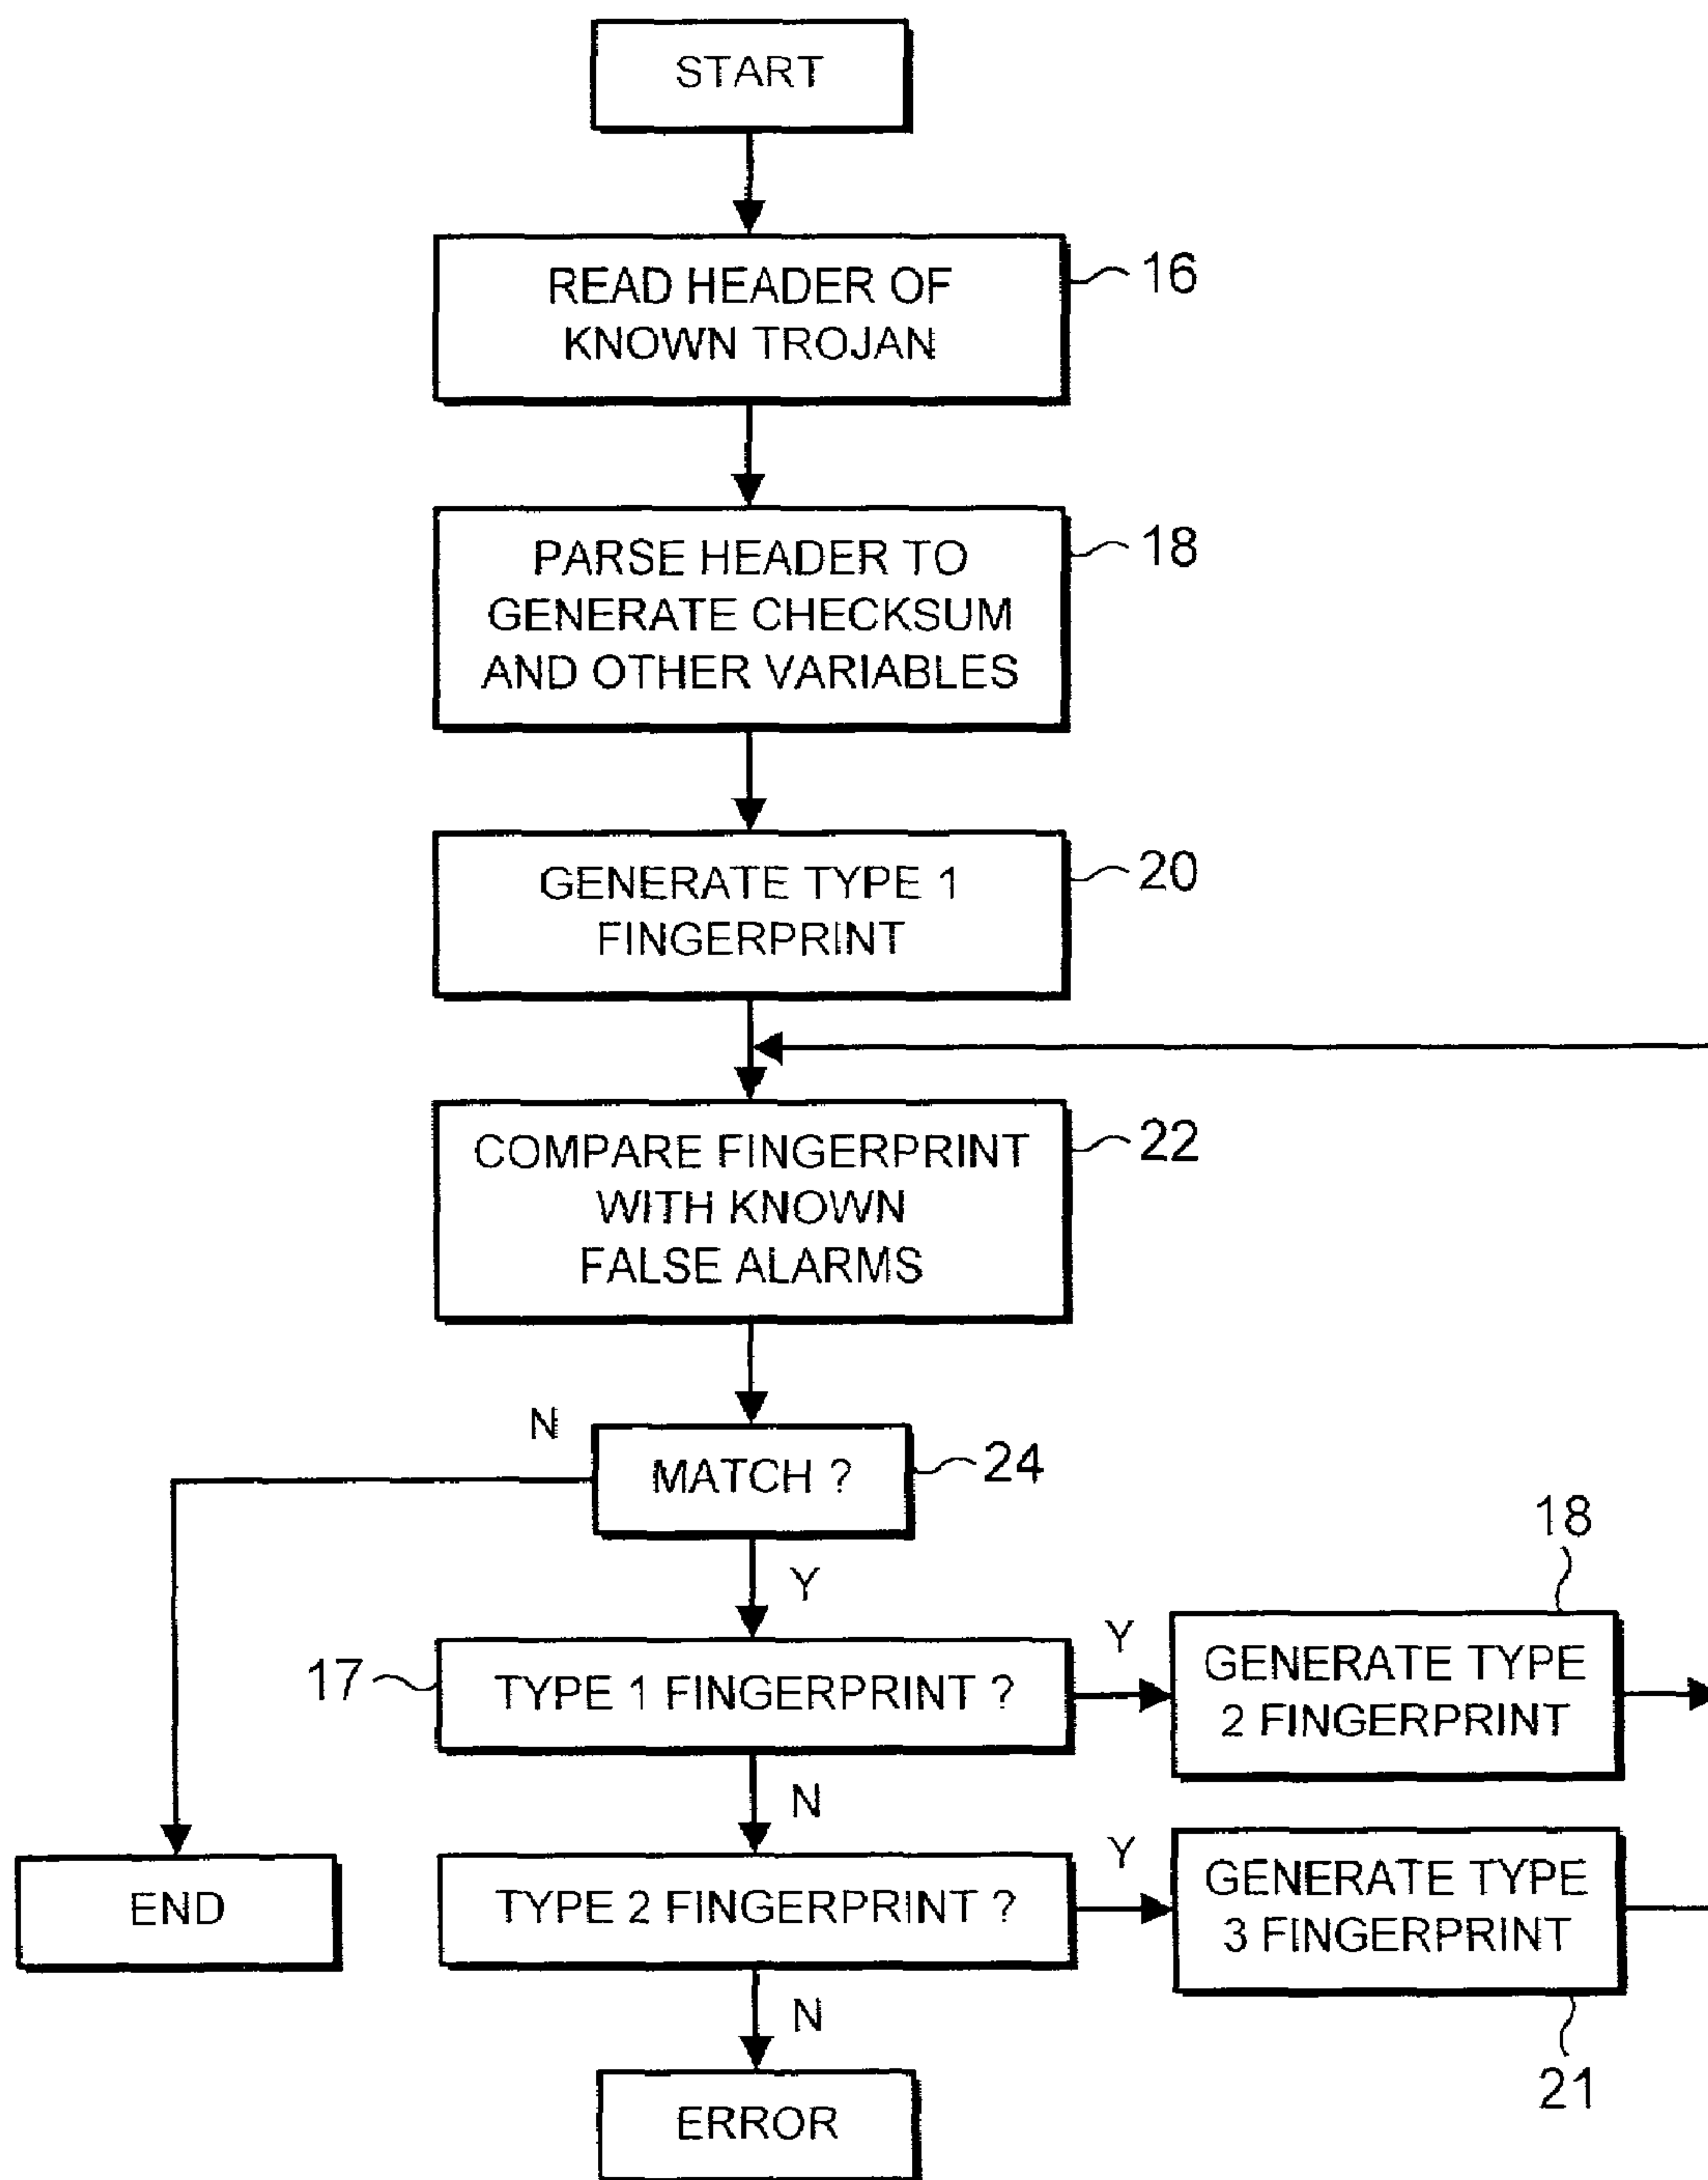 START
READ HEADER OF
KNOWN TROJAN
16
PARSE HEADER TO
GENERATE CHECKSUM
AND OTHER VARIABLES
18
GENERATE TYPE 1
FINGERPRINT
20
COMPARE FINGERPRINT
WITH KNOWN
FALSE ALARMS
22
N
MATCH ?
24
Y
17
TYPE 1 FINGERPRINT ?
Y
18
GENERATE TYPE
2 FINGERPRINT
N
END
TYPE 2 FINGERPRINT ?
Y
GENERATE TYPE
3 FINGERPRINT
21
N
ERROR